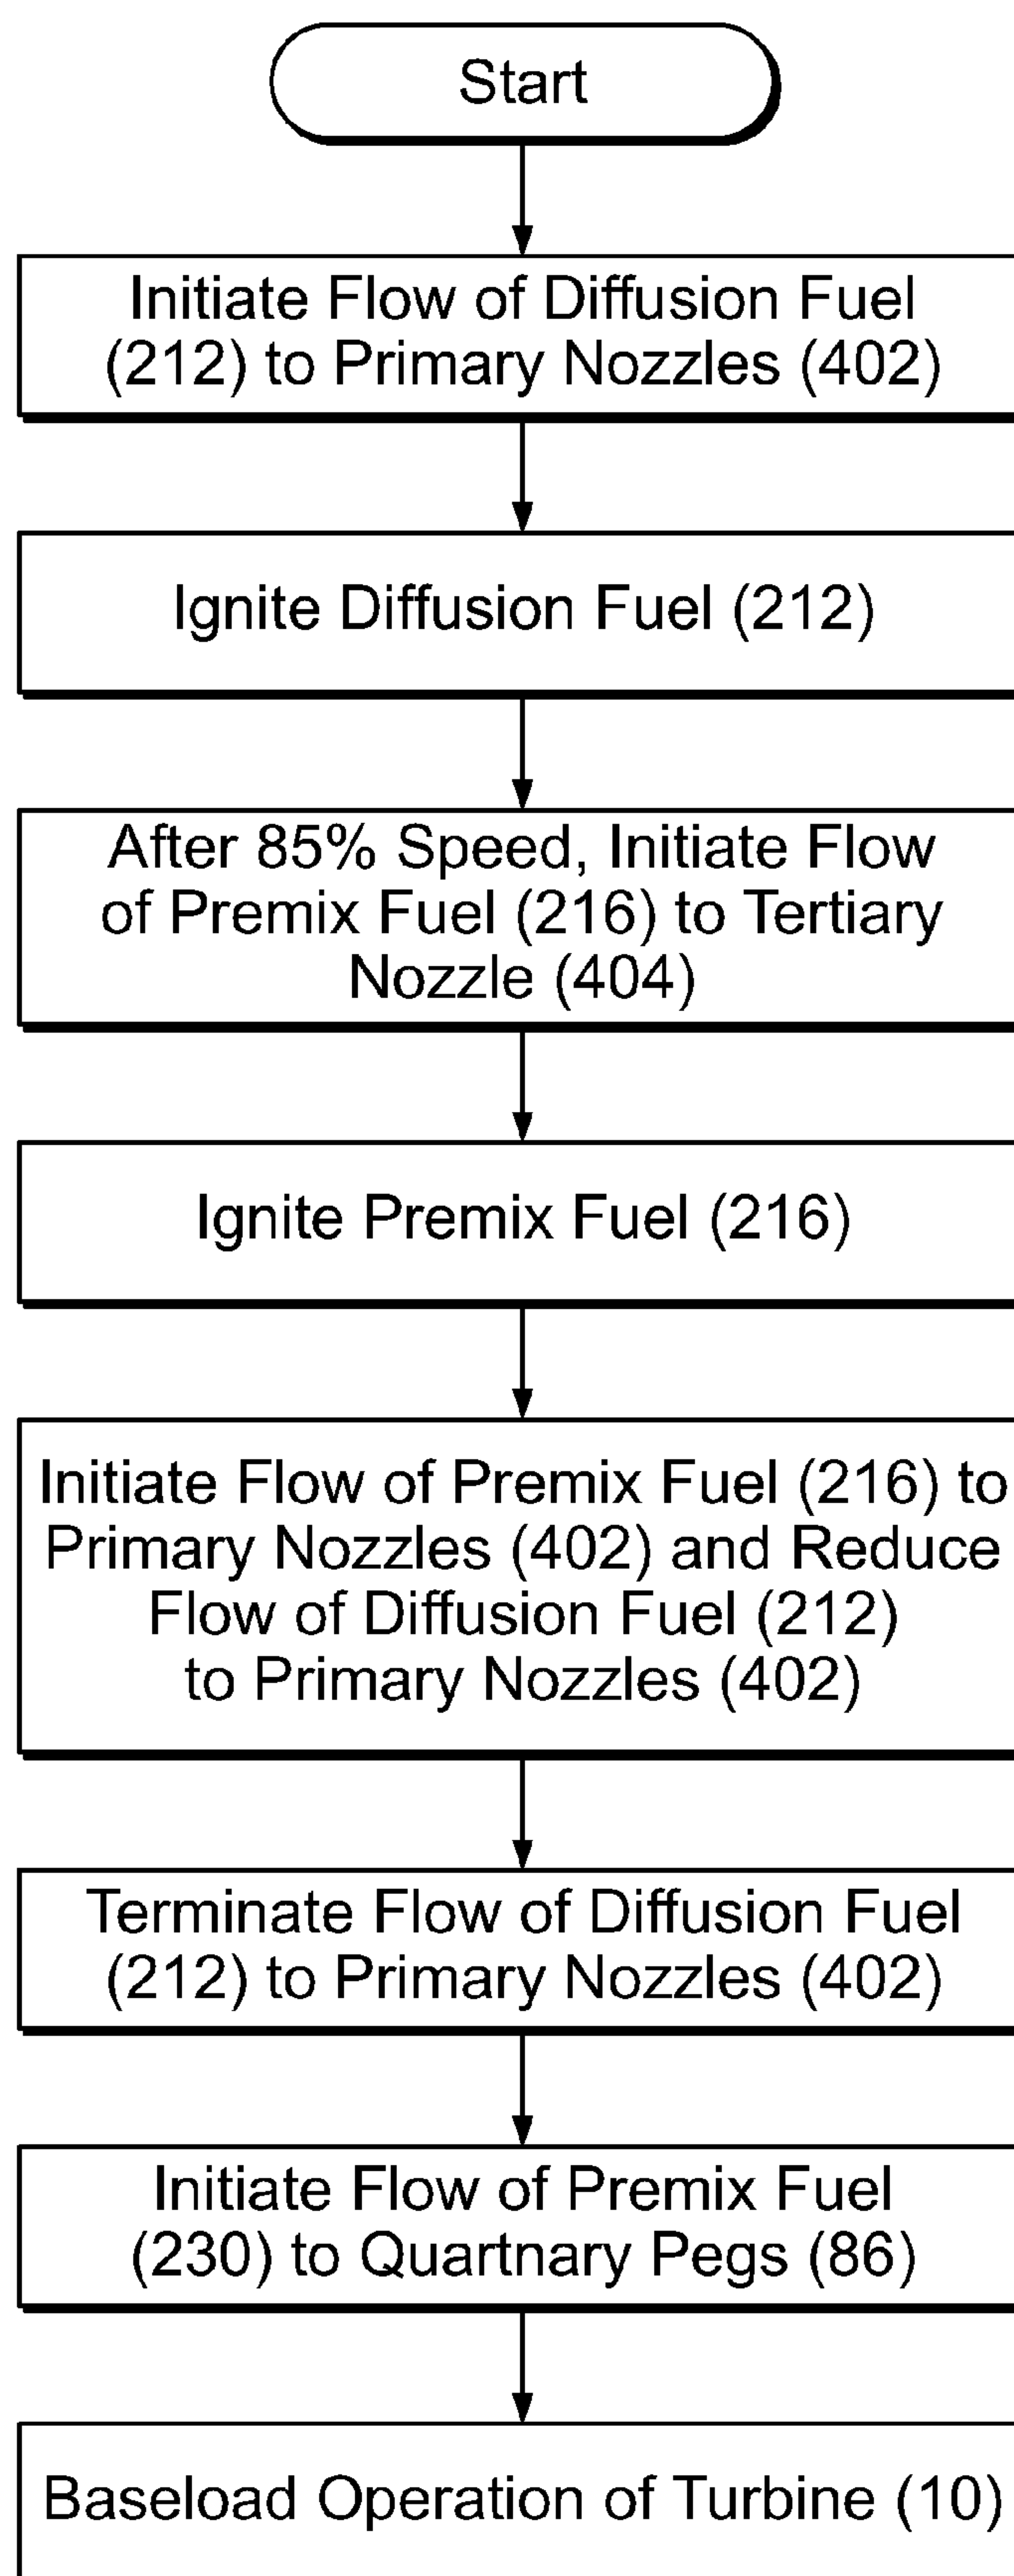 Start
Initiate Flow of Diffusion Fuel
(212) to Primary Nozzles (402)
Ignite Diffusion Fuel (212)
After 85% Speed, Initiate Flow
of Premix Fuel (216) to Tertiary
Nozzle (404)
Ignite Premix Fuel (216)
Initiate Flow of Premix Fuel (216) to
Primary Nozzles (402) and Reduce
Flow of Diffusion Fuel (212)
to Primary Nozzles (402)
Terminate Flow of Diffusion Fuel
(212) to Primary Nozzles (402)
Initiate Flow of Premix Fuel
(230) to Quartnary Pegs (86)
Baseload Operation of Turbine (10)